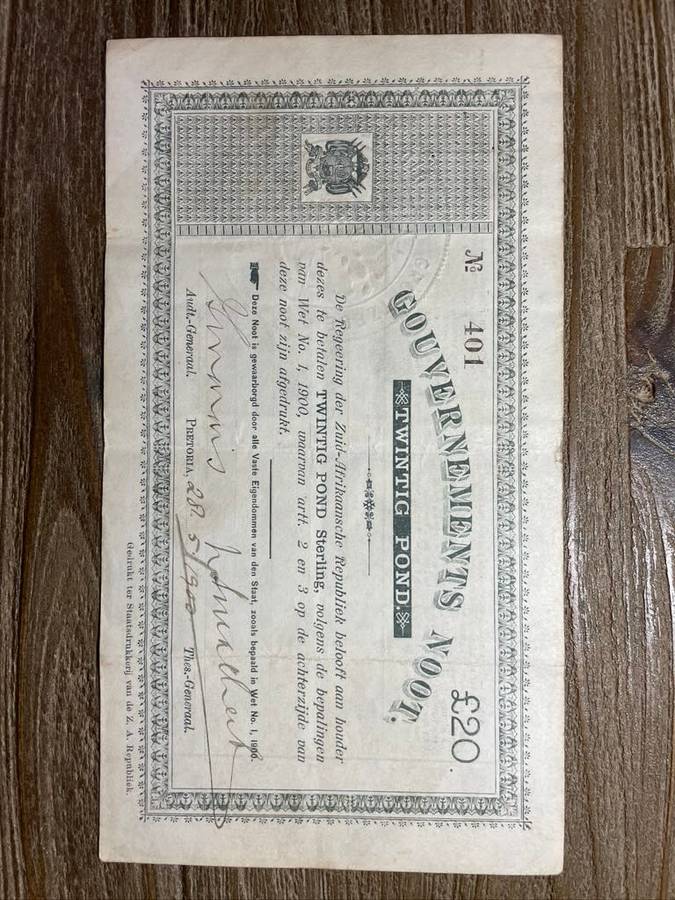 № 401
£20.
GOUVERNEMENTS NOOT.
TWINTIG POND.
De Regeering der Zuid-Afrikaansche Republiek belooft aan houder
dezes te betalen TWINTIG POND Sterling, volgens de bepalingen
van Wet No. 1, 1900, waarvan artt. 2 en 3 op de achterzijde van
deze noot zijn afgedrukt.
Deze Noot is gewaarborgd door alle Vaste Eigendommen van den Staat, zooals bepaald in Wet No. 1, 1900.
Audt.-Generaal. PRETORIA, 28/5/1900 Thes.-Generaal.
Gedrukt ter Staatsdrukkerij van de Z. A. Republiek.